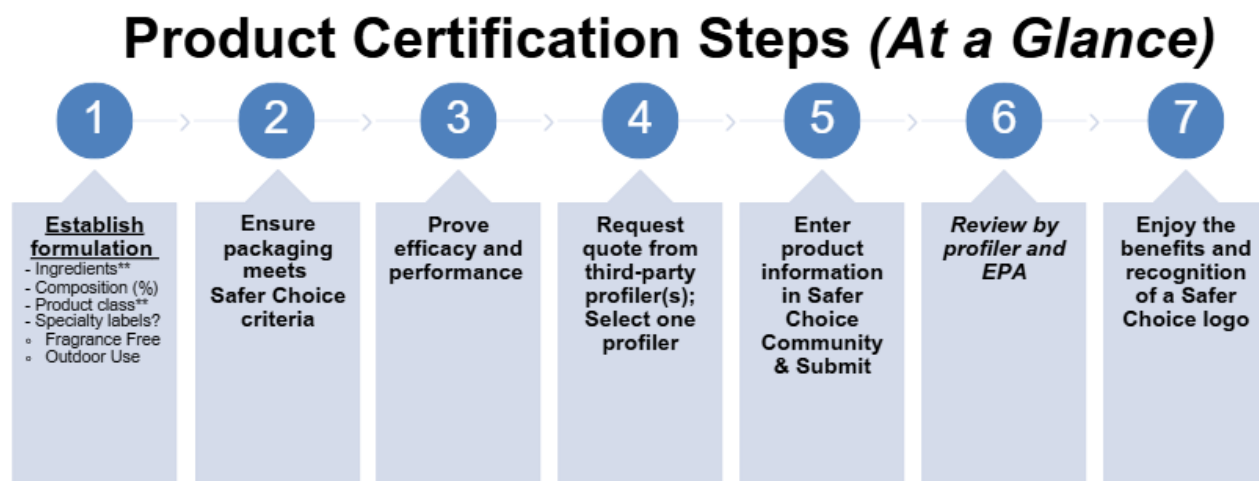 Product Certification Steps (At a Glance)
1
2
3
4
5
6
7
Establish
formulation
- Ingredients**
- Composition (%)
- Product class**
- Specialty labels?
◦ Fragrance Free
◦ Outdoor Use
Ensure
packaging
meets
Safer Choice
criteria
Prove
efficacy and
performance
Request
quote from
third-party
profiler(s);
Select one
profiler
Enter
product
information
in Safer
Choice
Community
& Submit
Review by
profiler and
EPA
Enjoy the
benefits and
recognition
of a Safer
Choice logo